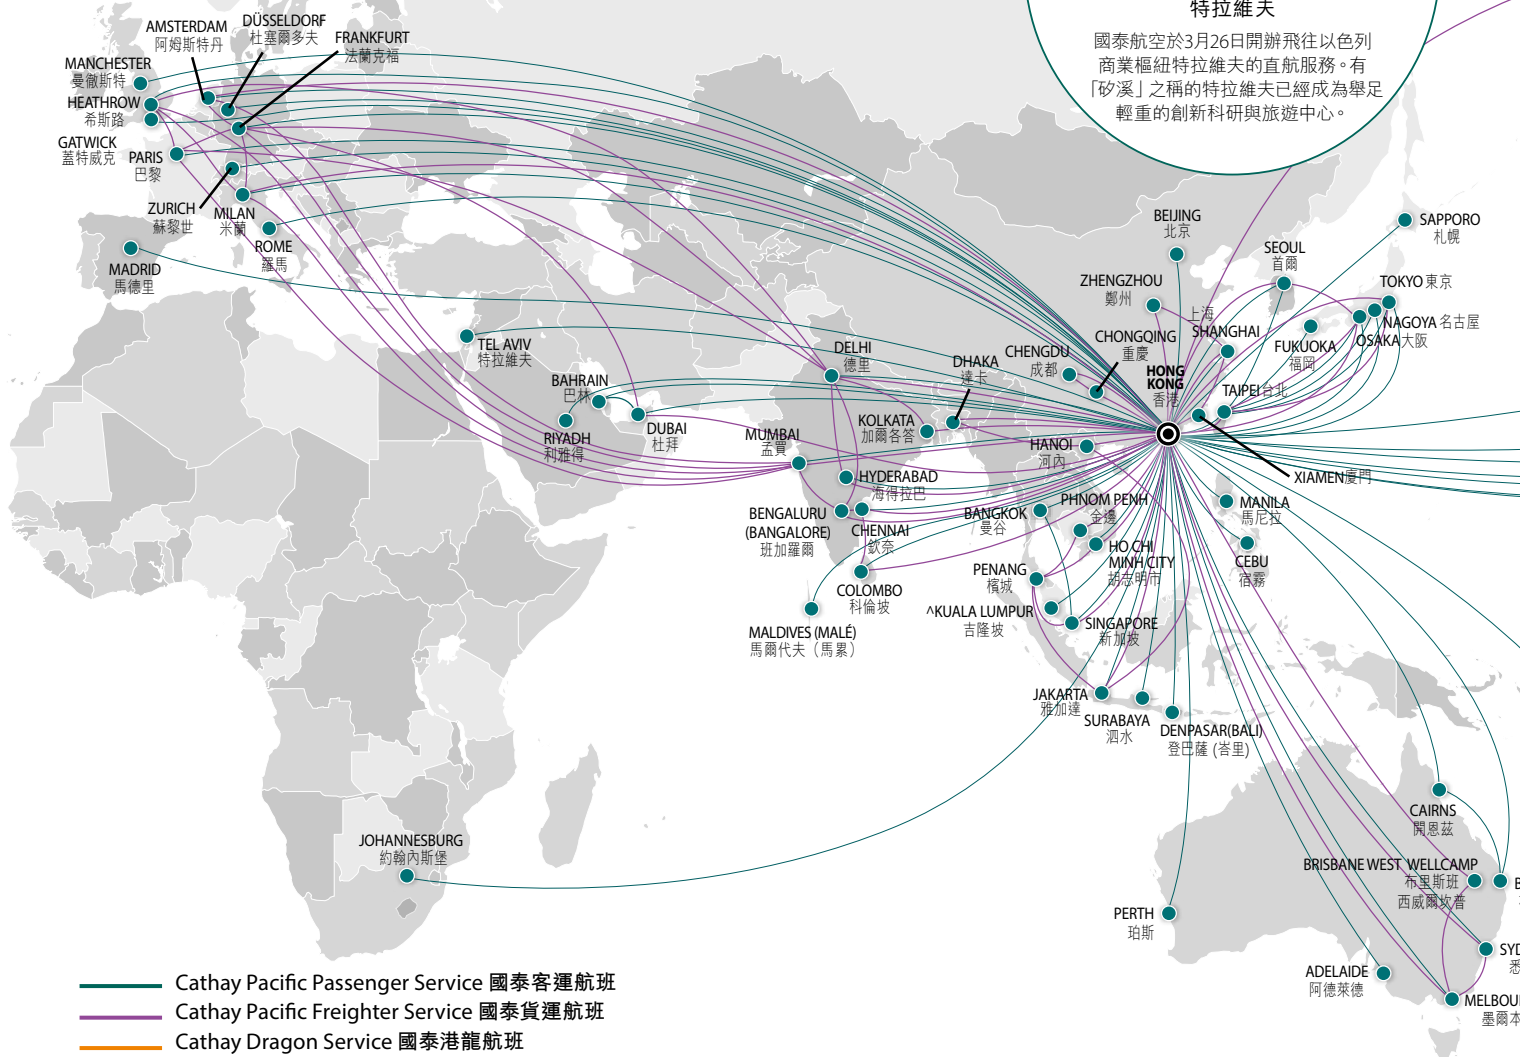 特拉維夫
國泰航空於3月26日開辦飛往以色列
商業樞紐特拉維夫的直航服務。有
「矽溪」之稱的特拉維夫已經成為舉足
輕重的創新科研與旅遊中心。
AMSTERDAM
阿姆斯特丹
DÜSSELDORF
杜塞爾多夫
FRANKFURT
法蘭克福
MANCHESTER
曼徹斯特
HEATHROW
希斯路
GATWICK
蓋特威克
PARIS
巴黎
ZURICH
蘇黎世
MILAN
米蘭
ROME
羅馬
MADRID
馬德里
TEL AVIV
特拉維夫
BAHRAIN
巴林
RIYADH
利雅得
DUBAI
杜拜
MUMBAI
孟買
DELHI
德里
KOLKATA
加爾各答
DHAKA
達卡
HYDERABAD
海得拉巴
BENGALURU
(BANGALORE)
班加羅爾
CHENNAI
欽奈
COLOMBO
科倫坡
MALDIVES (MALÉ)
馬爾代夫（馬累）
BEIJING
北京
ZHENGZHOU
鄭州
CHENGDU
成都
CHONGQING
重慶
上海
SHANGHAI
SEOUL
首爾
SAPPORO
札幌
TOKYO 東京
NAGOYA 名古屋
OSAKA 大阪
FUKUOKA
福岡
HONG
KONG
香港
TAIPEI 台北
XIAMEN 廈門
HANOI
河內
BANGKOK
曼谷
PHNOM PENH
金邊
HO CHI
MINH CITY
胡志明市
PENANG
檳城
^KUALA LUMPUR
吉隆坡
SINGAPORE
新加坡
MANILA
馬尼拉
CEBU
宿霧
JAKARTA
雅加達
SURABAYA
泗水
DENPASAR(BALI)
登巴薩 (峇里)
JOHANNESBURG
約翰內斯堡
CAIRNS
開恩茲
BRISBANE WEST WELLCAMP
布里斯班
西威爾坎普
B
PERTH
珀斯
ADELAIDE
阿德萊德
SYD
悉
MELBOU
墨爾本
Cathay Pacific Passenger Service 國泰客運航班
Cathay Pacific Freighter Service 國泰貨運航班
Cathay Dragon Service 國泰港龍航班